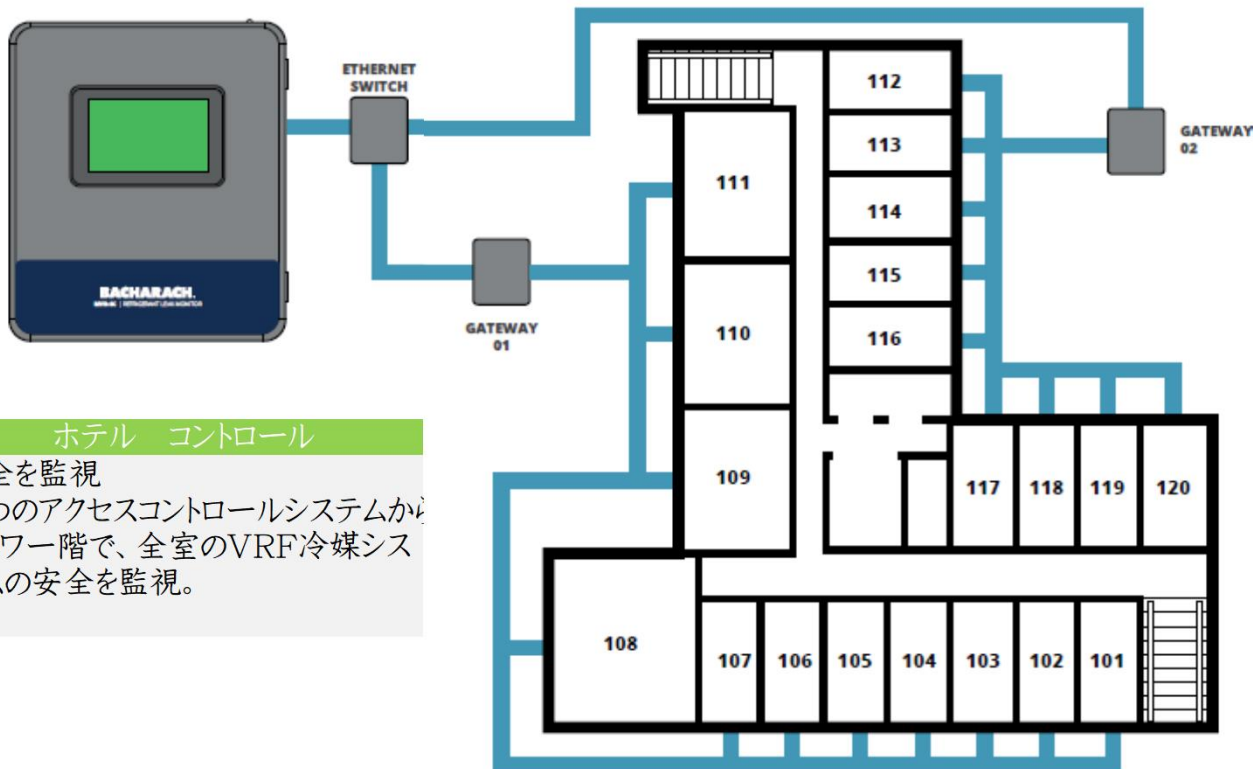 ETHERNET
SWITCH
GATEWAY
01
GATEWAY
02
BACHARACH.
REFRIGERANT LEAK MONITOR
112
113
114
115
116
111
110
109
117 118 119 120
108 107 106 105 104 103 102 101
ホテル コントロール
全を監視
つのアクセスコントロールシステムから
ワー階で、全室のVRF冷媒シス
の安全を監視。